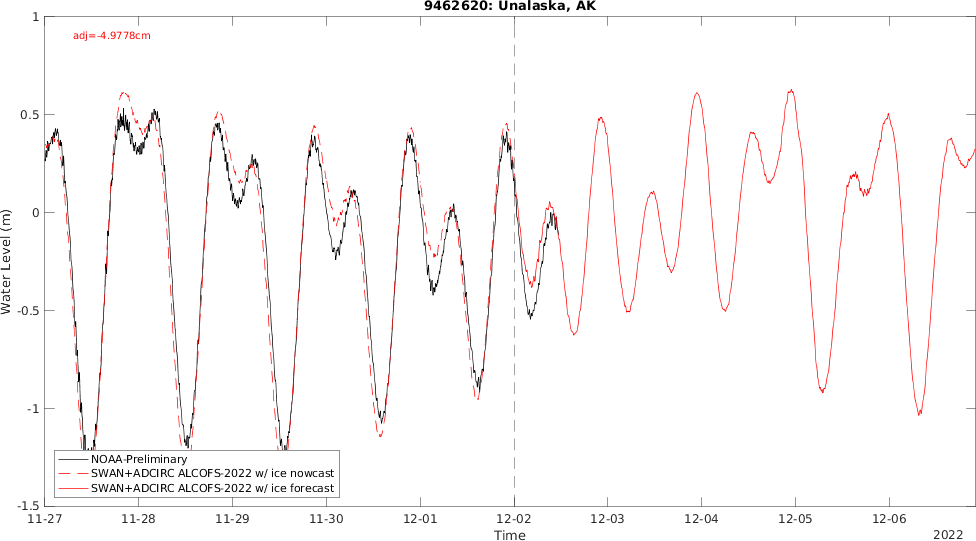 9462620: Unalaska, AK
adj=-4.9778cm
Water Level (m)
1
0.5
0
-0.5
-1
-1.5
NOAA-Preliminary
SWAN+ADCIRC ALCOFS-2022 w/ ice nowcast
SWAN+ADCIRC ALCOFS-2022 w/ ice forecast
11-27 11-28 11-29 11-30 12-01 12-02 12-03 12-04 12-05 12-06
Time
2022